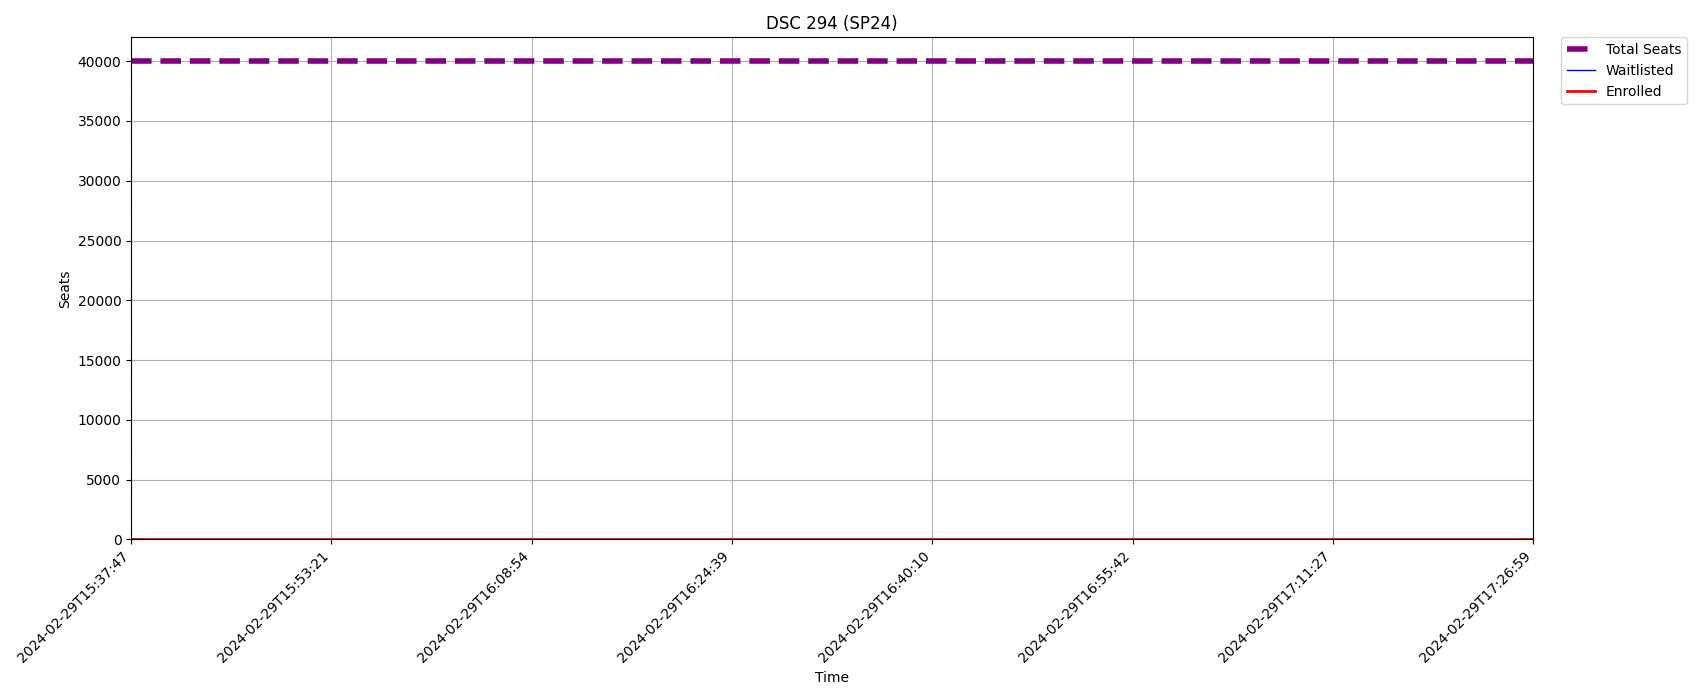 DSC 294 (SP24)
Total Seats
Waitlisted
Enrolled
Seats
40000
35000
30000
25000
20000
15000
10000
5000
0
2024-02-29T15:37:47
2024-02-29T15:53:21
2024-02-29T16:08:54
2024-02-29T16:24:39
2024-02-29T16:40:10
2024-02-29T16:55:42
2024-02-29T17:11:27
2024-02-29T17:26:59
Time